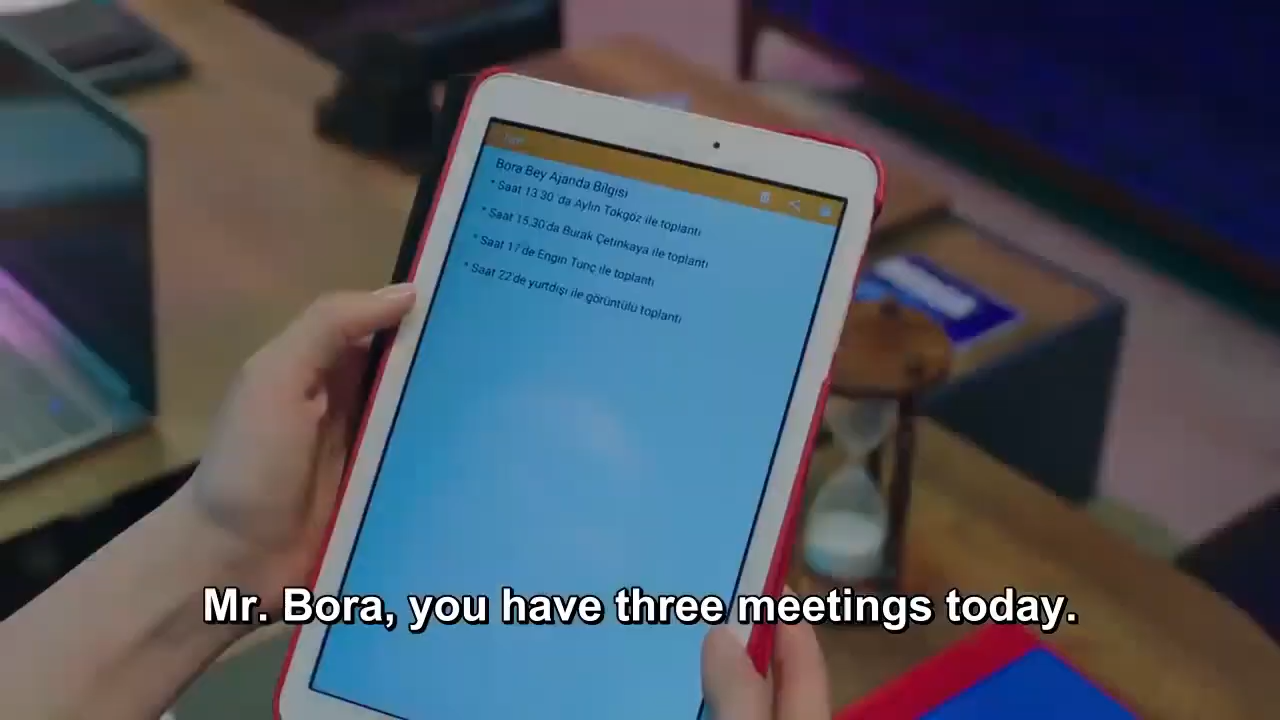 Bora Bey Ajanda Bilgisi
* Saat 13.30' da Aylin Tokgöz ile toplantı
* Saat 15.30'da Burak Çetinkaya ile toplantı
* Saat 17'de Engin Tunç ile toplantı
* Saat 22'de yurtdışı ile görüntülü toplantı
Mr. Bora, you have three meetings today.